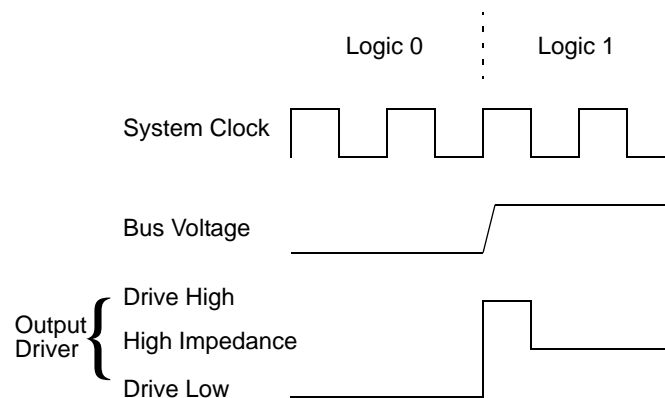 Logic 0
Logic 1
System Clock
Bus Voltage
Drive High
Output
Driver
High Impedance
Drive Low